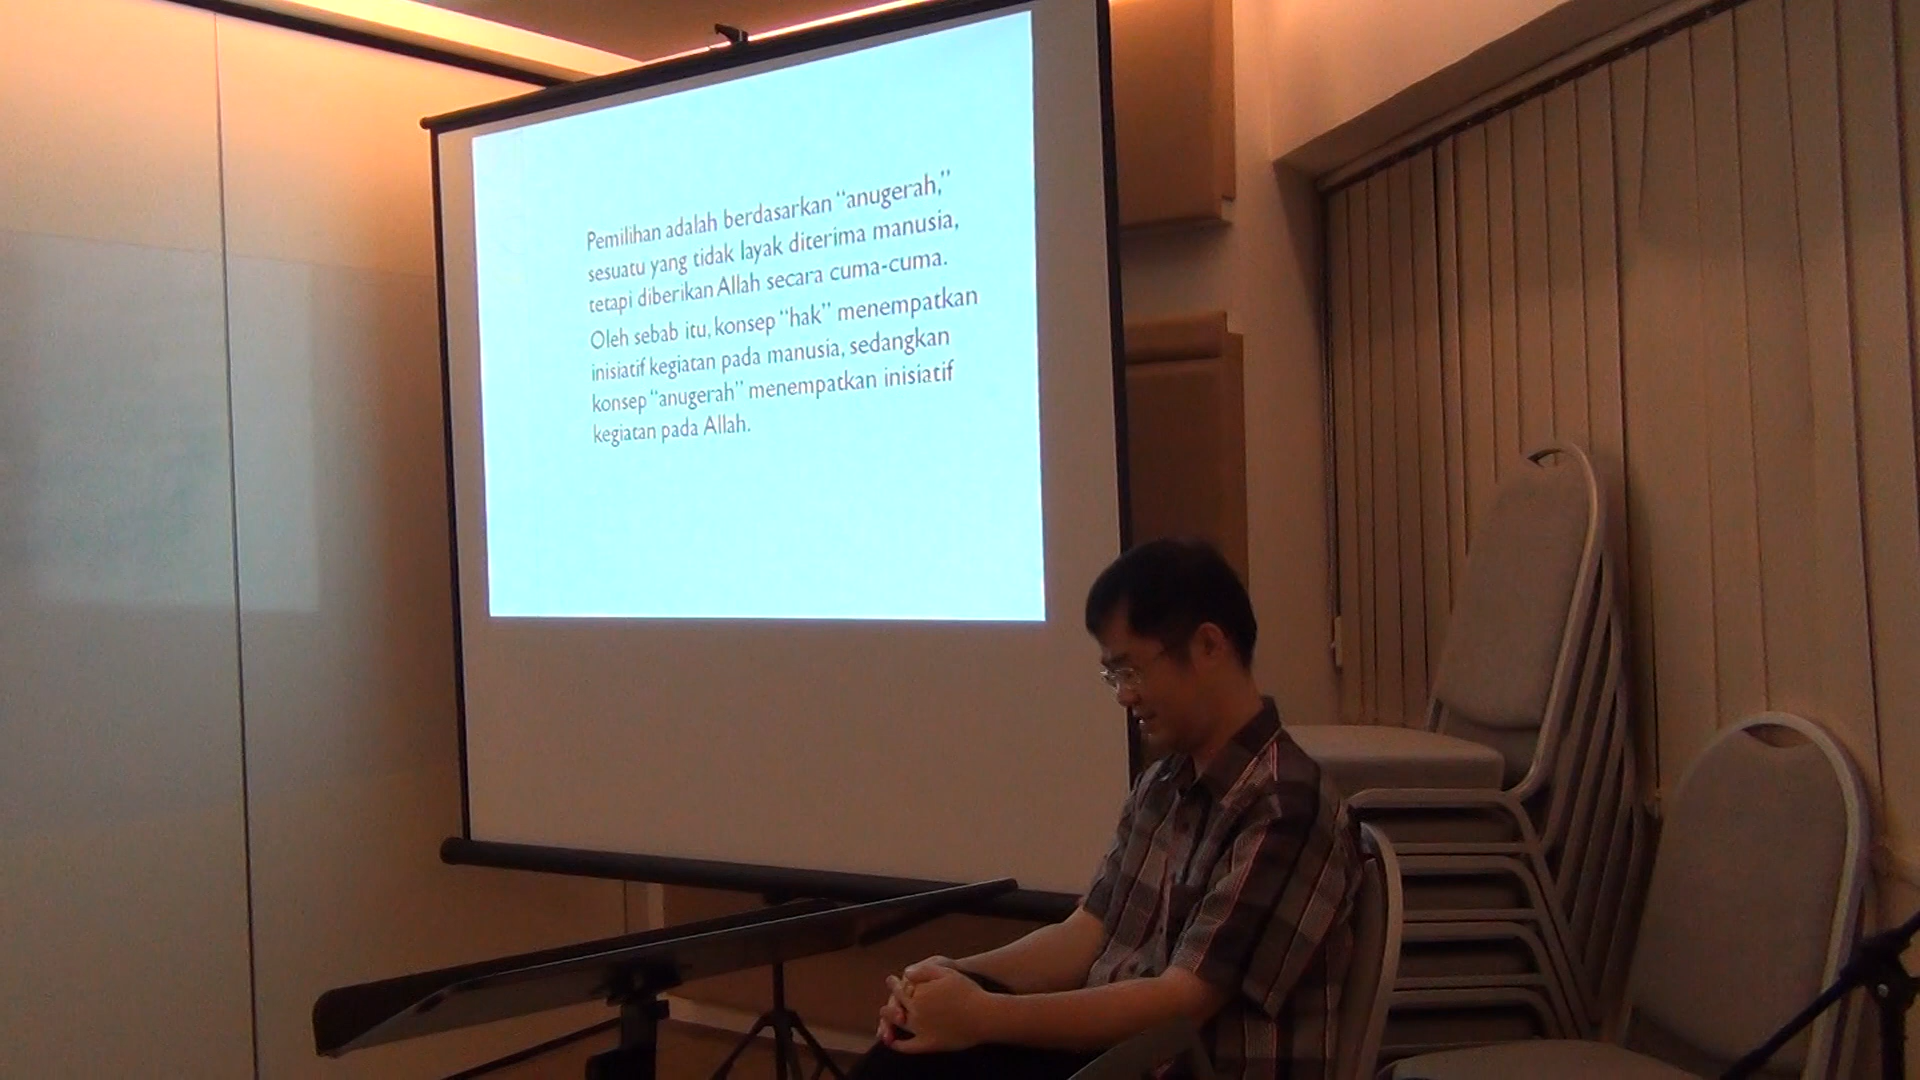 Pemilihan adalah berdasarkan “anugerah,”
sesuatu yang tidak layak diterima manusia,
tetapi diberikan Allah secara cuma-cuma.
Oleh sebab itu, konsep “hak” menempatkan
inisiatif kegiatan pada manusia, sedangkan
konsep “anugerah” menempatkan inisiatif
kegiatan pada Allah.